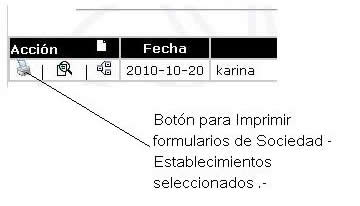 Acción Fecha
| | 2010-10-20 karina
Botón para Imprimir
formularios de Sociedad -
Establecimientos
seleccionados .-